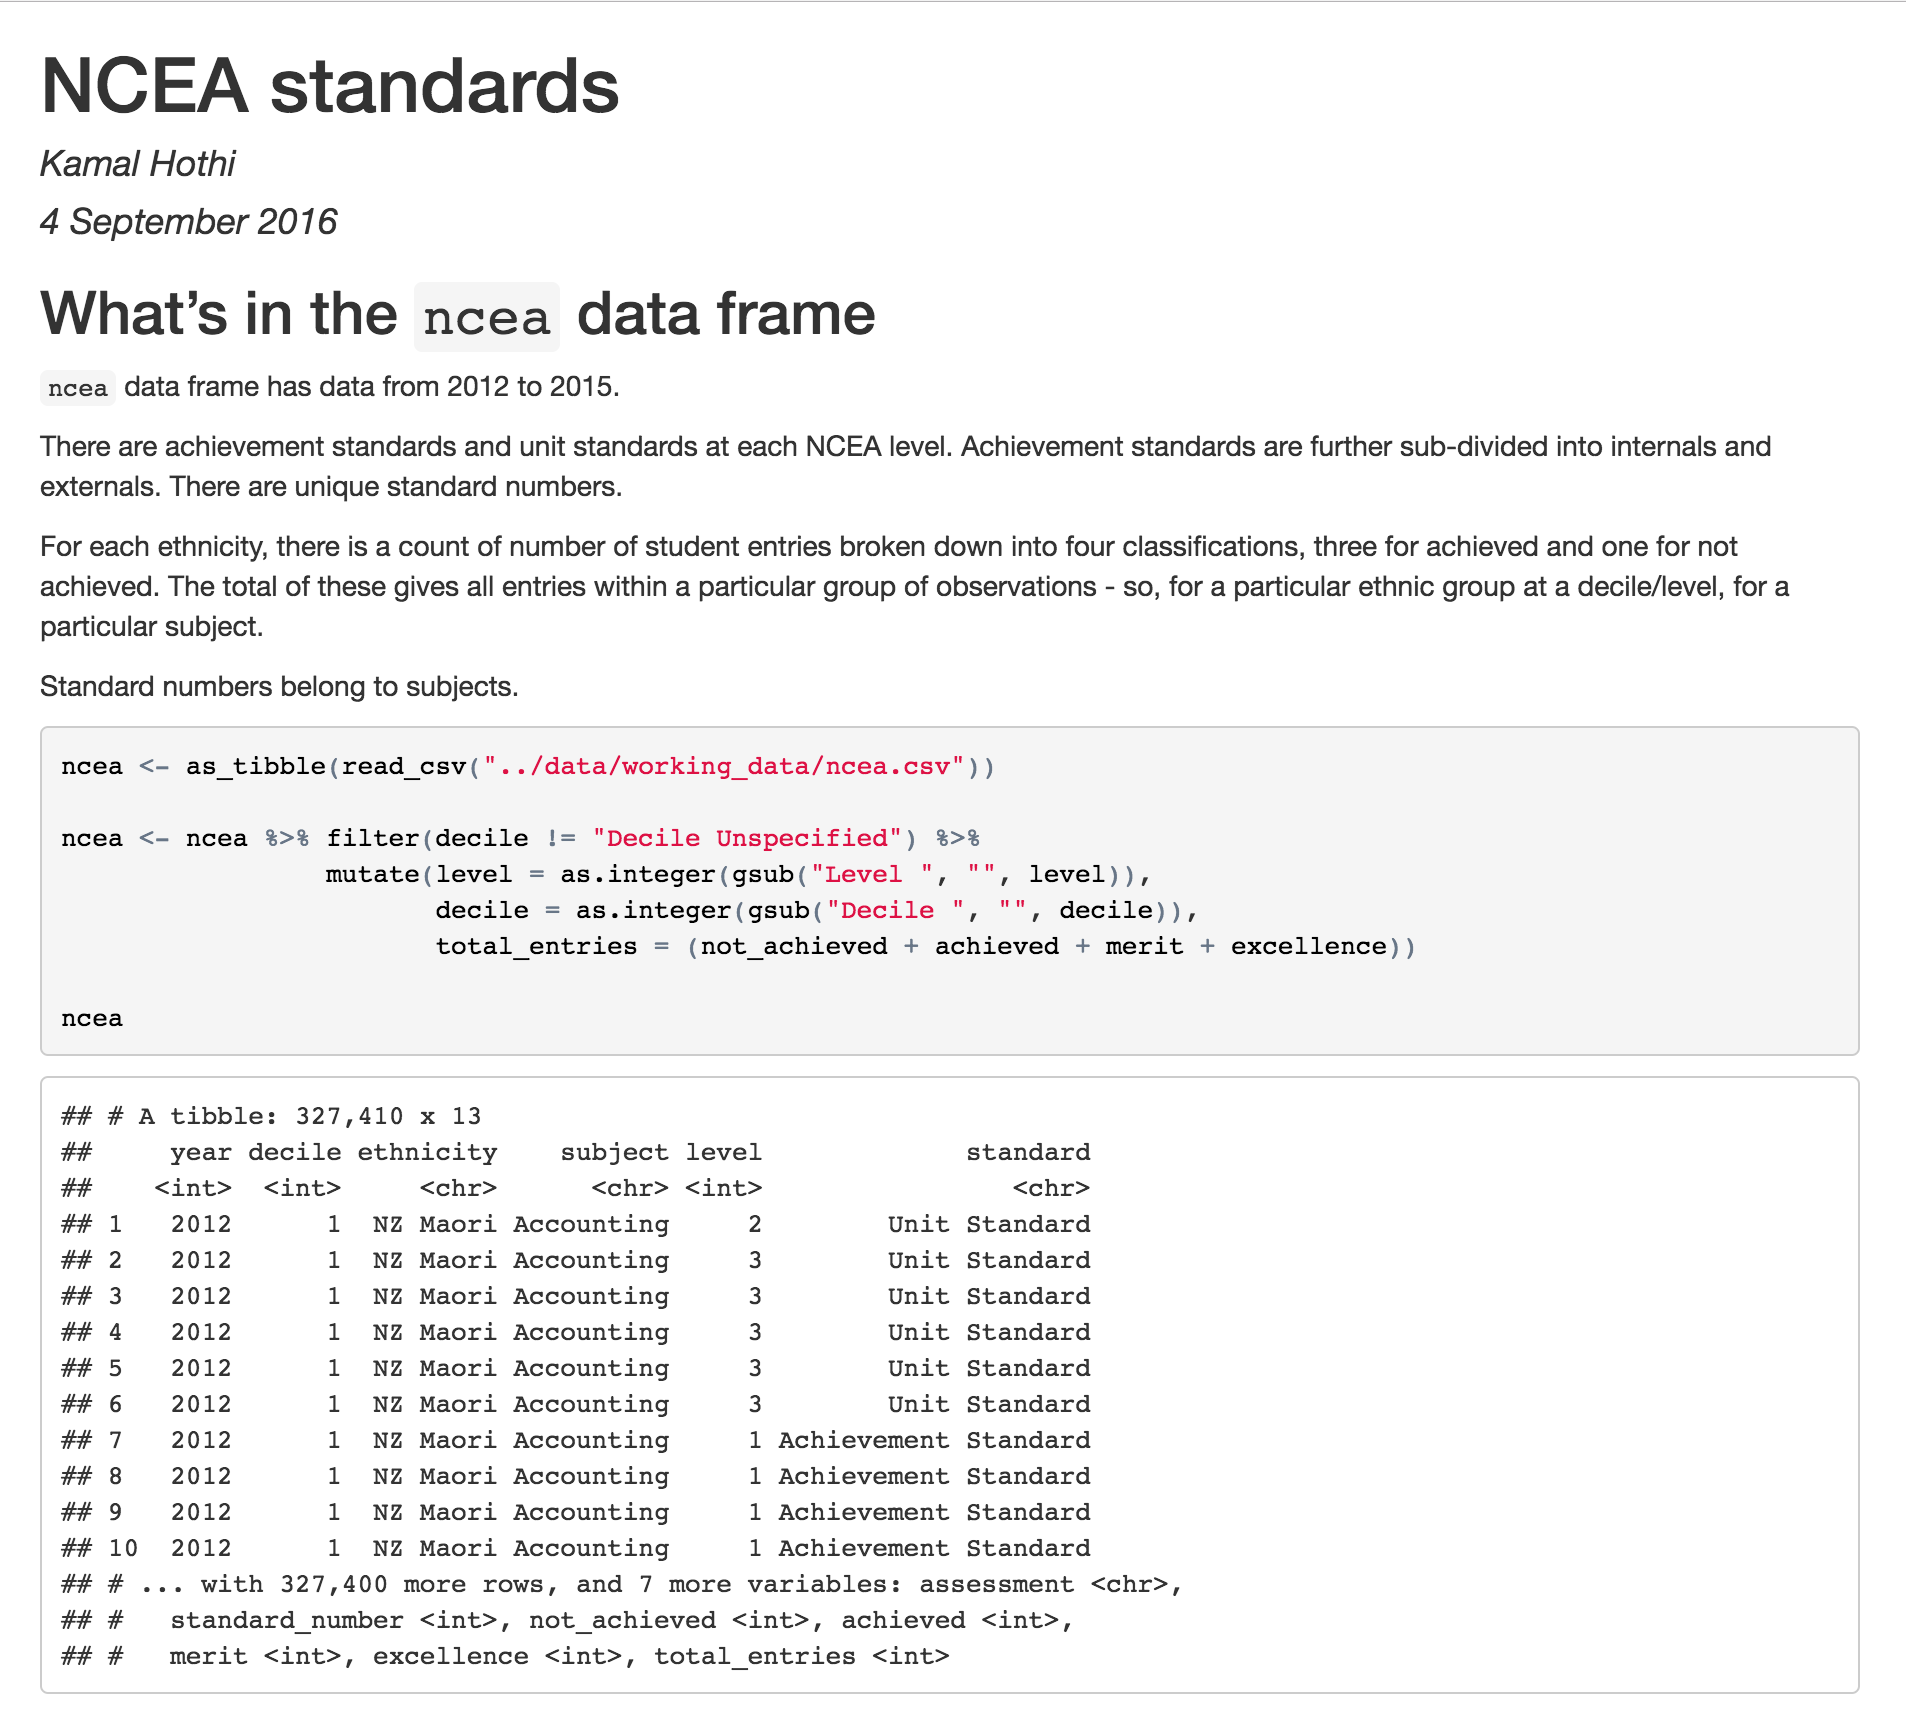 NCEA standards
Kamal Hothi
4 September 2016
What’s in the ncea data frame
ncea data frame has data from 2012 to 2015.
There are achievement standards and unit standards at each NCEA level. Achievement standards are further sub-divided into internals and
externals. There are unique standard numbers.
For each ethnicity, there is a count of number of student entries broken down into four classifications, three for achieved and one for not
achieved. The total of these gives all entries within a particular group of observations - so, for a particular ethnic group at a decile/level, for a
particular subject.
Standard numbers belong to subjects.
ncea <- as_tibble(read_csv("../data/working_data/ncea.csv"))
ncea <- ncea %>% filter(decile != "Decile Unspecified") %>%
                 mutate(level = as.integer(gsub("Level ", "", level)),
                        decile = as.integer(gsub("Decile ", "", decile)),
                        total_entries = (not_achieved + achieved + merit + excellence))
ncea
## # A tibble: 327,410 x 13
##     year decile ethnicity    subject level             standard
##    <int>  <int>     <chr>      <chr> <int>                <chr>
## 1   2012      1  NZ Maori Accounting     2        Unit Standard
## 2   2012      1  NZ Maori Accounting     3        Unit Standard
## 3   2012      1  NZ Maori Accounting     3        Unit Standard
## 4   2012      1  NZ Maori Accounting     3        Unit Standard
## 5   2012      1  NZ Maori Accounting     3        Unit Standard
## 6   2012      1  NZ Maori Accounting     3        Unit Standard
## 7   2012      1  NZ Maori Accounting     1 Achievement Standard
## 8   2012      1  NZ Maori Accounting     1 Achievement Standard
## 9   2012      1  NZ Maori Accounting     1 Achievement Standard
## 10  2012      1  NZ Maori Accounting     1 Achievement Standard
## # ... with 327,400 more rows, and 7 more variables: assessment <chr>,
## #   standard_number <int>, not_achieved <int>, achieved <int>,
## #   merit <int>, excellence <int>, total_entries <int>